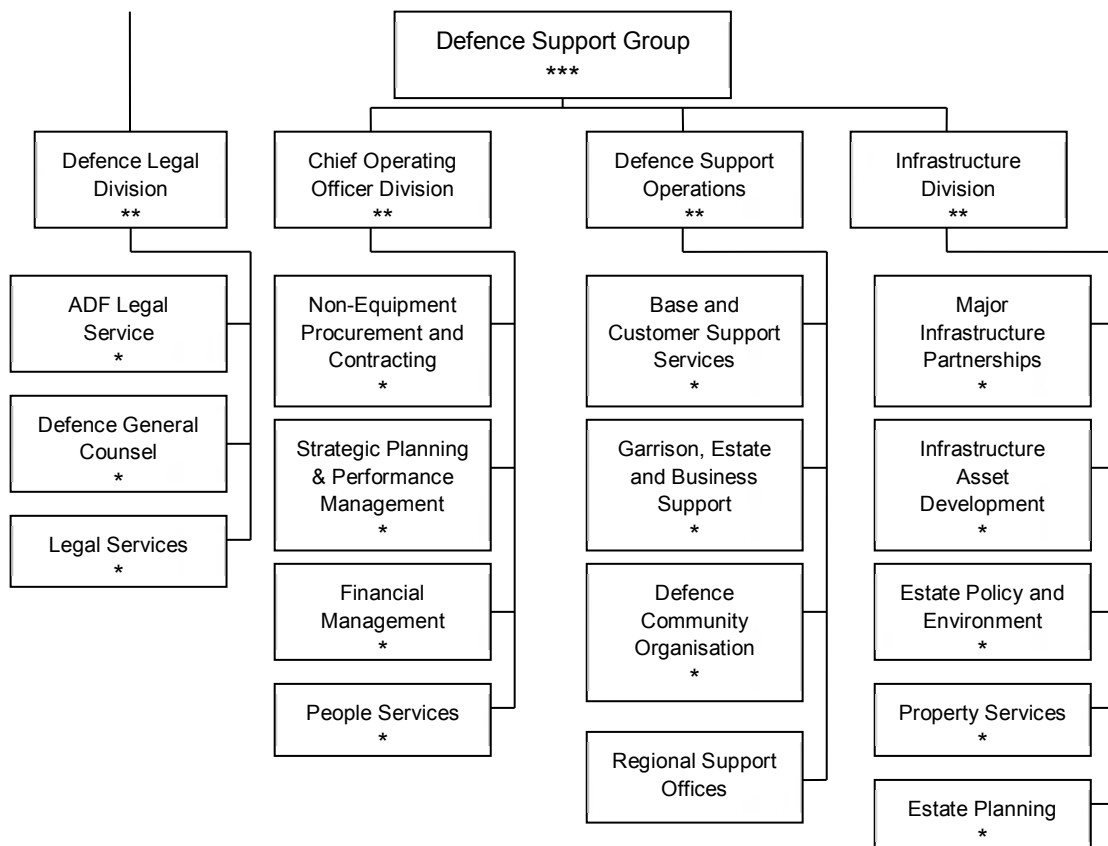 Defence Support Group
***
Defence Legal
Division
**
ADF Legal
Service
*
Defence General
Counsel
*
Legal Services
*
Chief Operating
Officer Division
**
Non-Equipment
Procurement and
Contracting
*
Strategic Planning
& Performance
Management
*
Financial
Management
*
People Services
*
Defence Support
Operations
**
Base and
Customer Support
Services
*
Garrison, Estate
and Business
Support
*
Defence
Community
Organisation
*
Regional Support
Offices
Infrastructure
Division
**
Major
Infrastructure
Partnerships
*
Infrastructure
Asset
Development
*
Estate Policy and
Environment
*
Property Services
*
Estate Planning
*